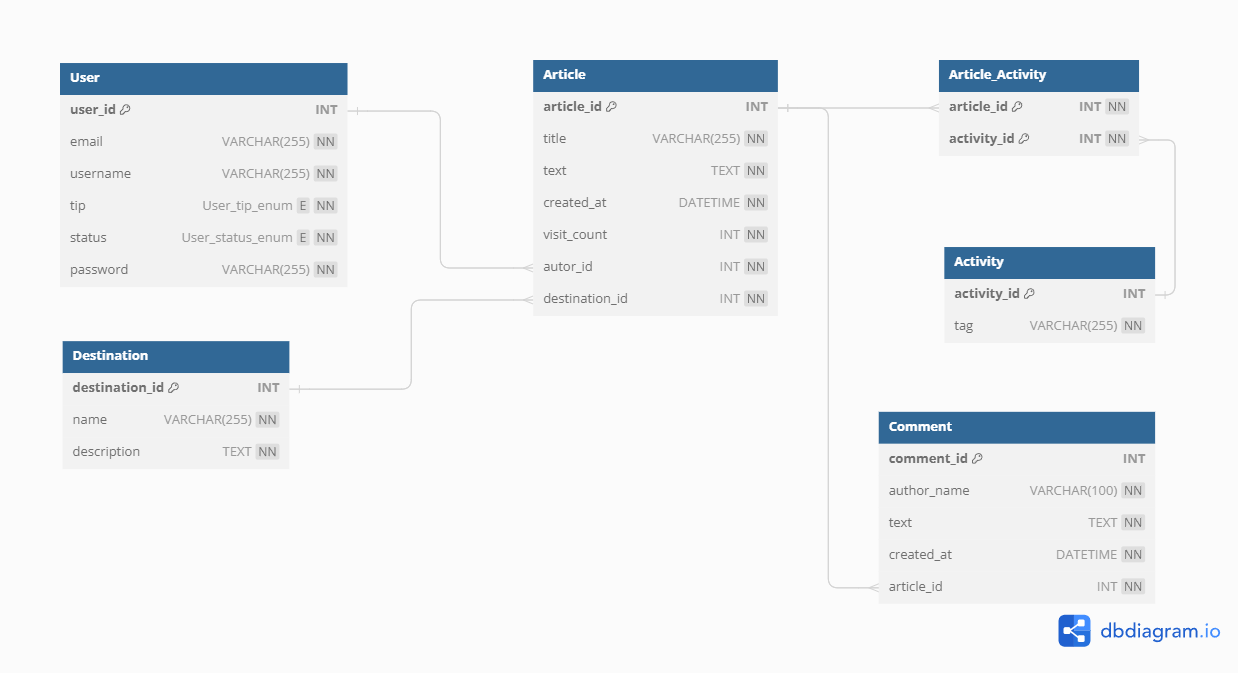 User
user_id INT
email VARCHAR(255) NN
username VARCHAR(255) NN
tip User_tip_enum E NN
status User_status_enum E NN
password VARCHAR(255) NN
Destination
destination_id INT
name VARCHAR(255) NN
description TEXT NN
Article
article_id INT
title VARCHAR(255) NN
text TEXT NN
created_at DATETIME NN
visit_count INT NN
autor_id INT NN
destination_id INT NN
Article_Activity
article_id INT NN
activity_id INT NN
Activity
activity_id INT
tag VARCHAR(255) NN
Comment
comment_id INT
author_name VARCHAR(100) NN
text TEXT NN
created_at DATETIME NN
article_id INT NN
dbdiagram.io